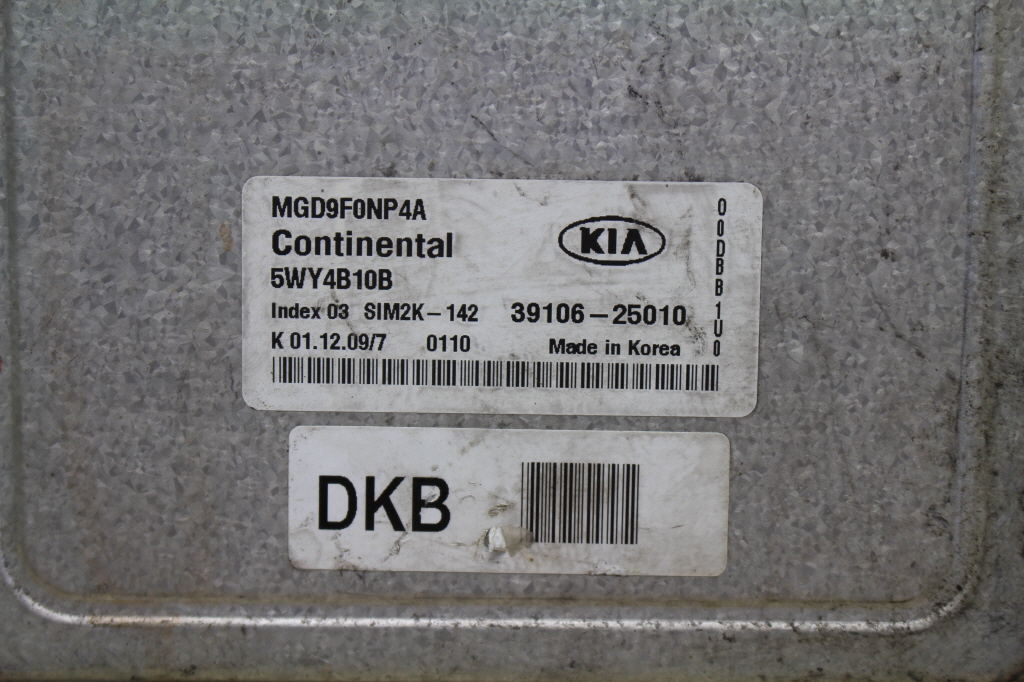 MGD9F0NP4A
Continental
5WY4B10B
KIA
Index 03 SIM2K-142 39106-25010
K 01.12.09/7 0110 Made in Korea
00DBB1U0
DKB